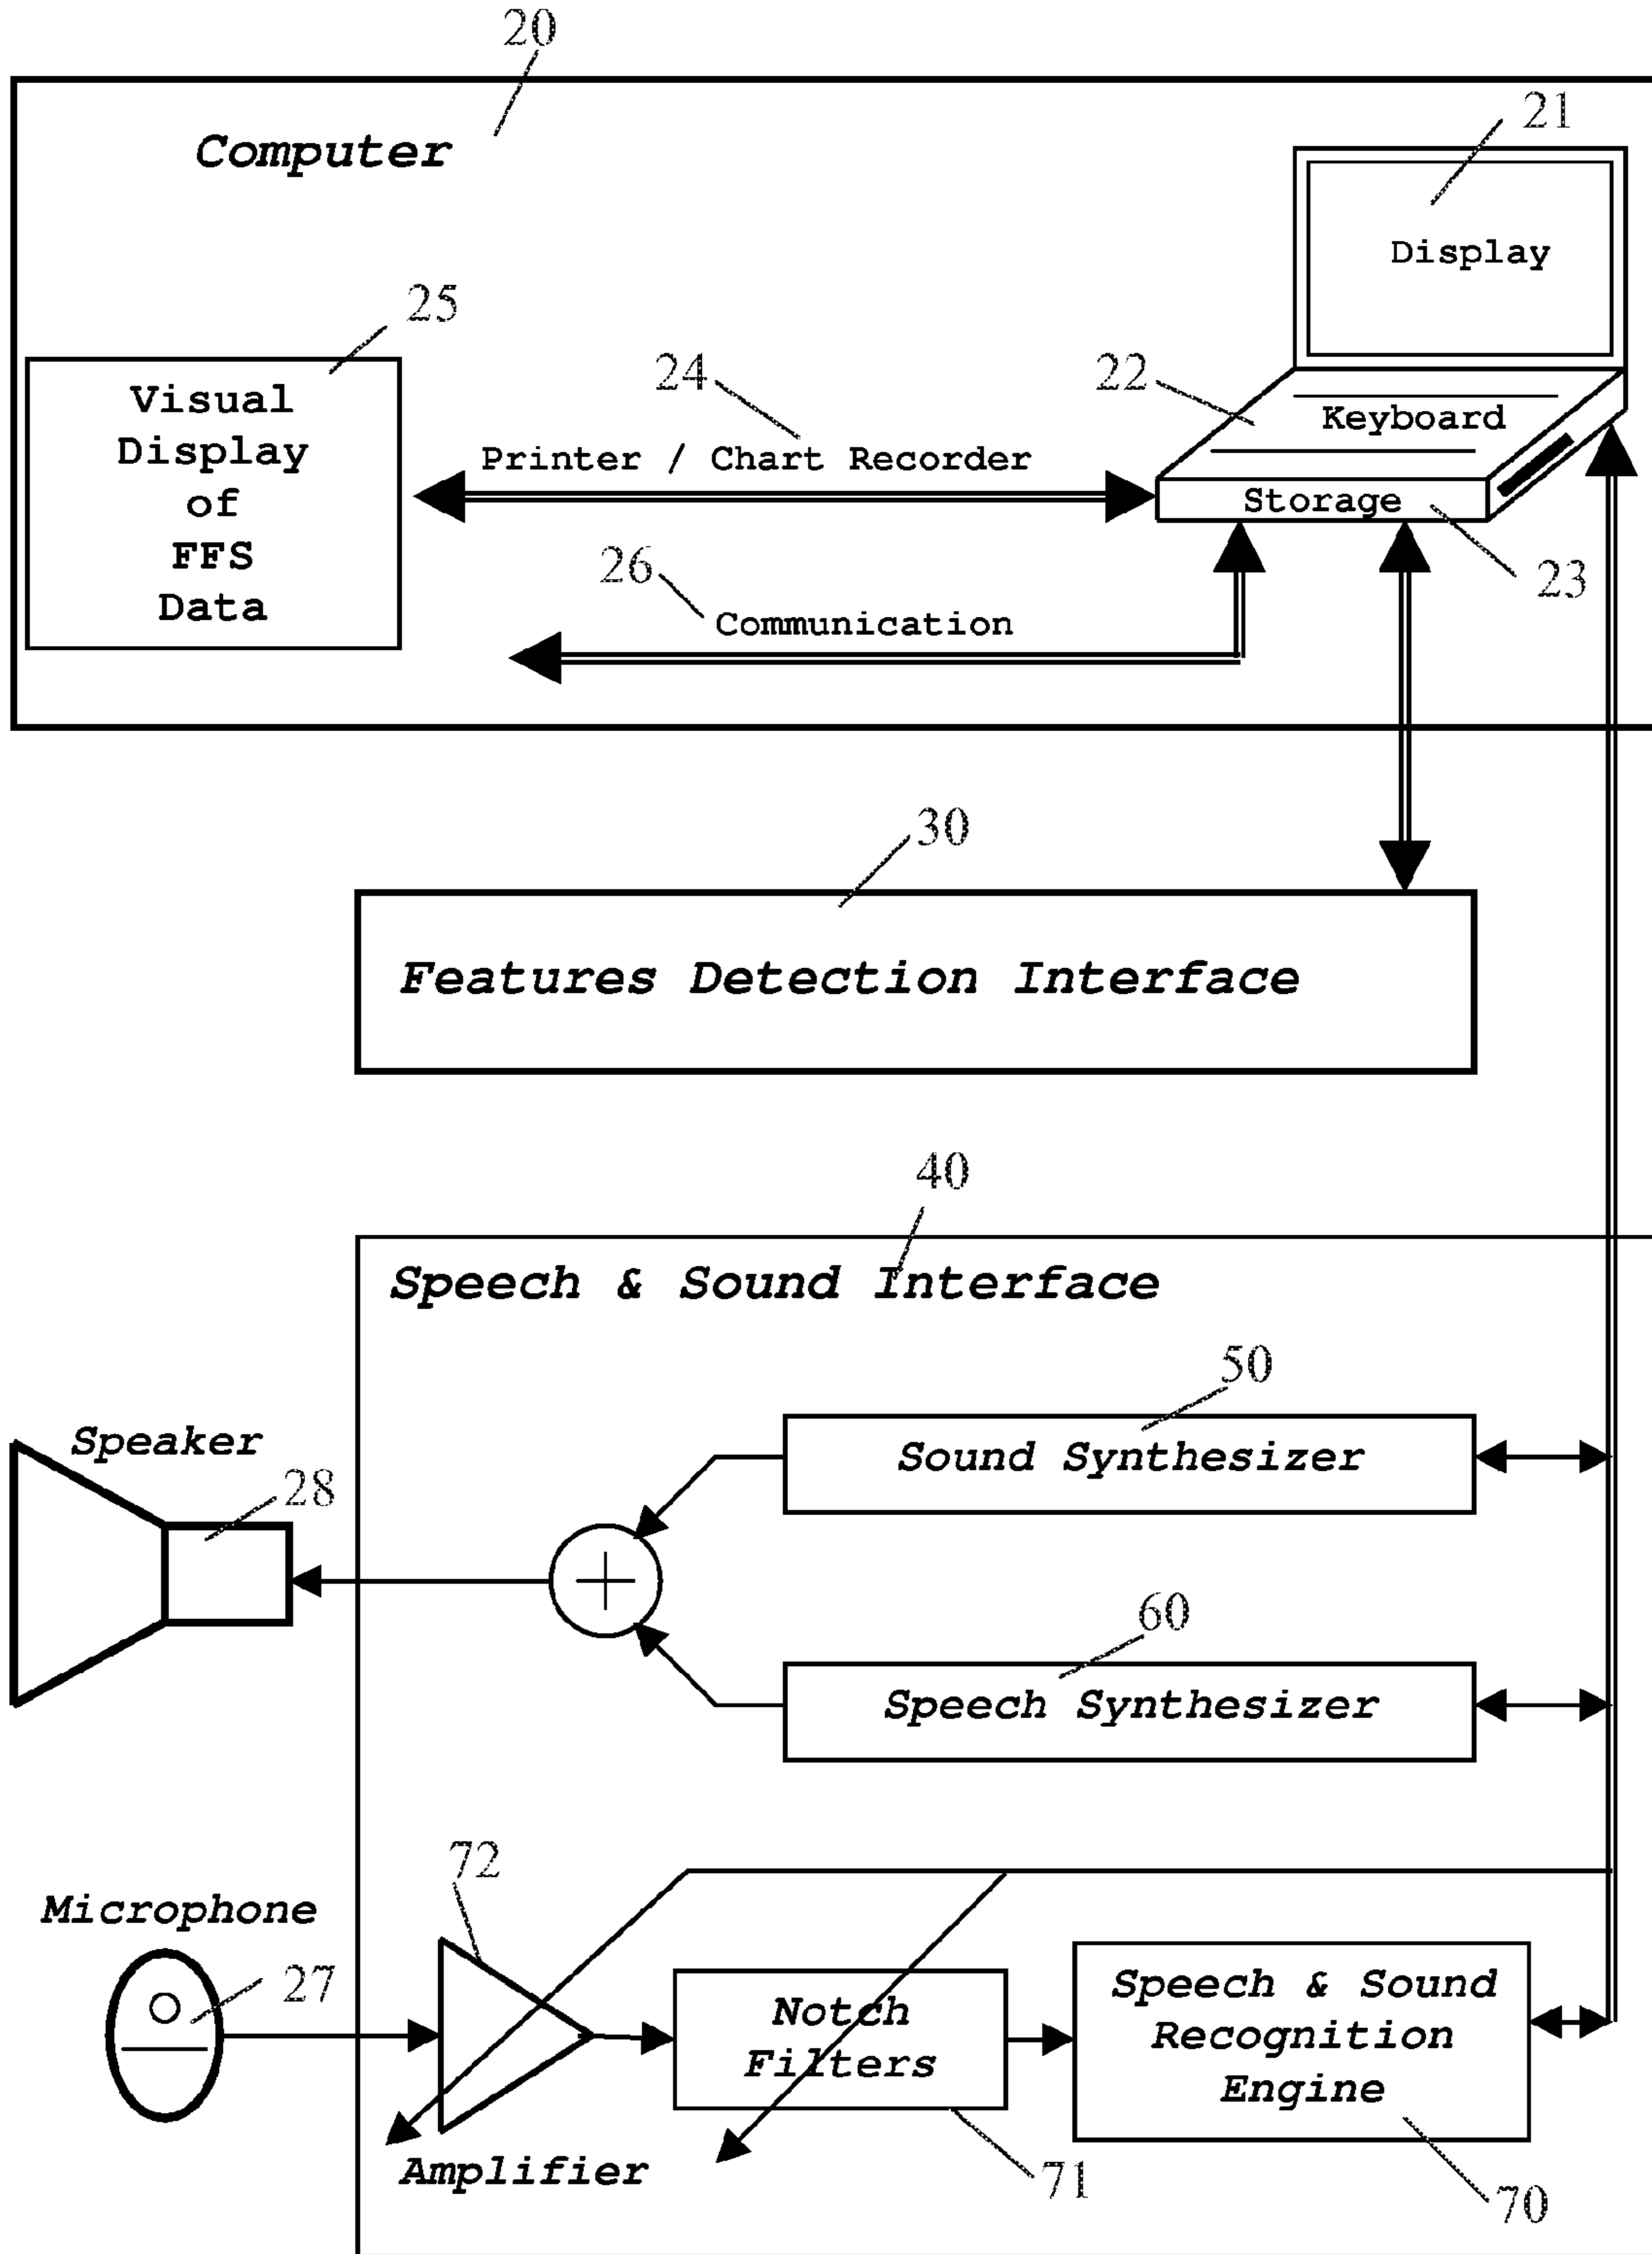 20
Computer
21
Display
25
Visual
Display
of
FFS
Data
24
Printer / Chart Recorder
22
Keyboard
Storage
23
26
Communication
30
Features Detection Interface
40
Speech & Sound Interface
50
Sound Synthesizer
Speaker
28
+
60
Speech Synthesizer
72
Microphone
27
Amplifier
Notch
Filters
71
Speech & Sound
Recognition
Engine
70